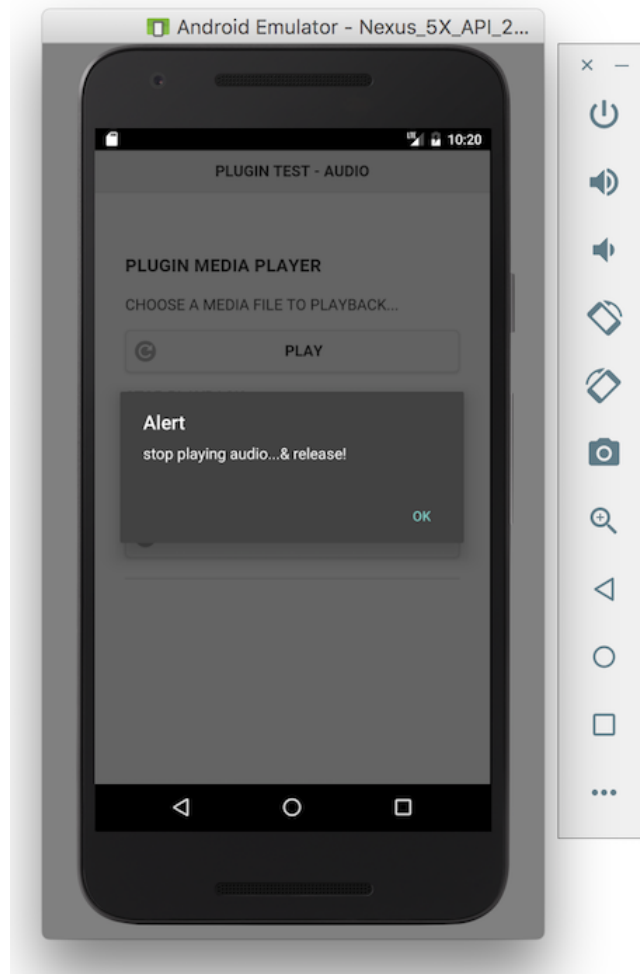 Android Emulator - Nexus_5X_API_2...
10:20
PLUGIN TEST - AUDIO
PLUGIN MEDIA PLAYER
CHOOSE A MEDIA FILE TO PLAYBACK...
PLAY
Alert
stop playing audio...& release!
OK